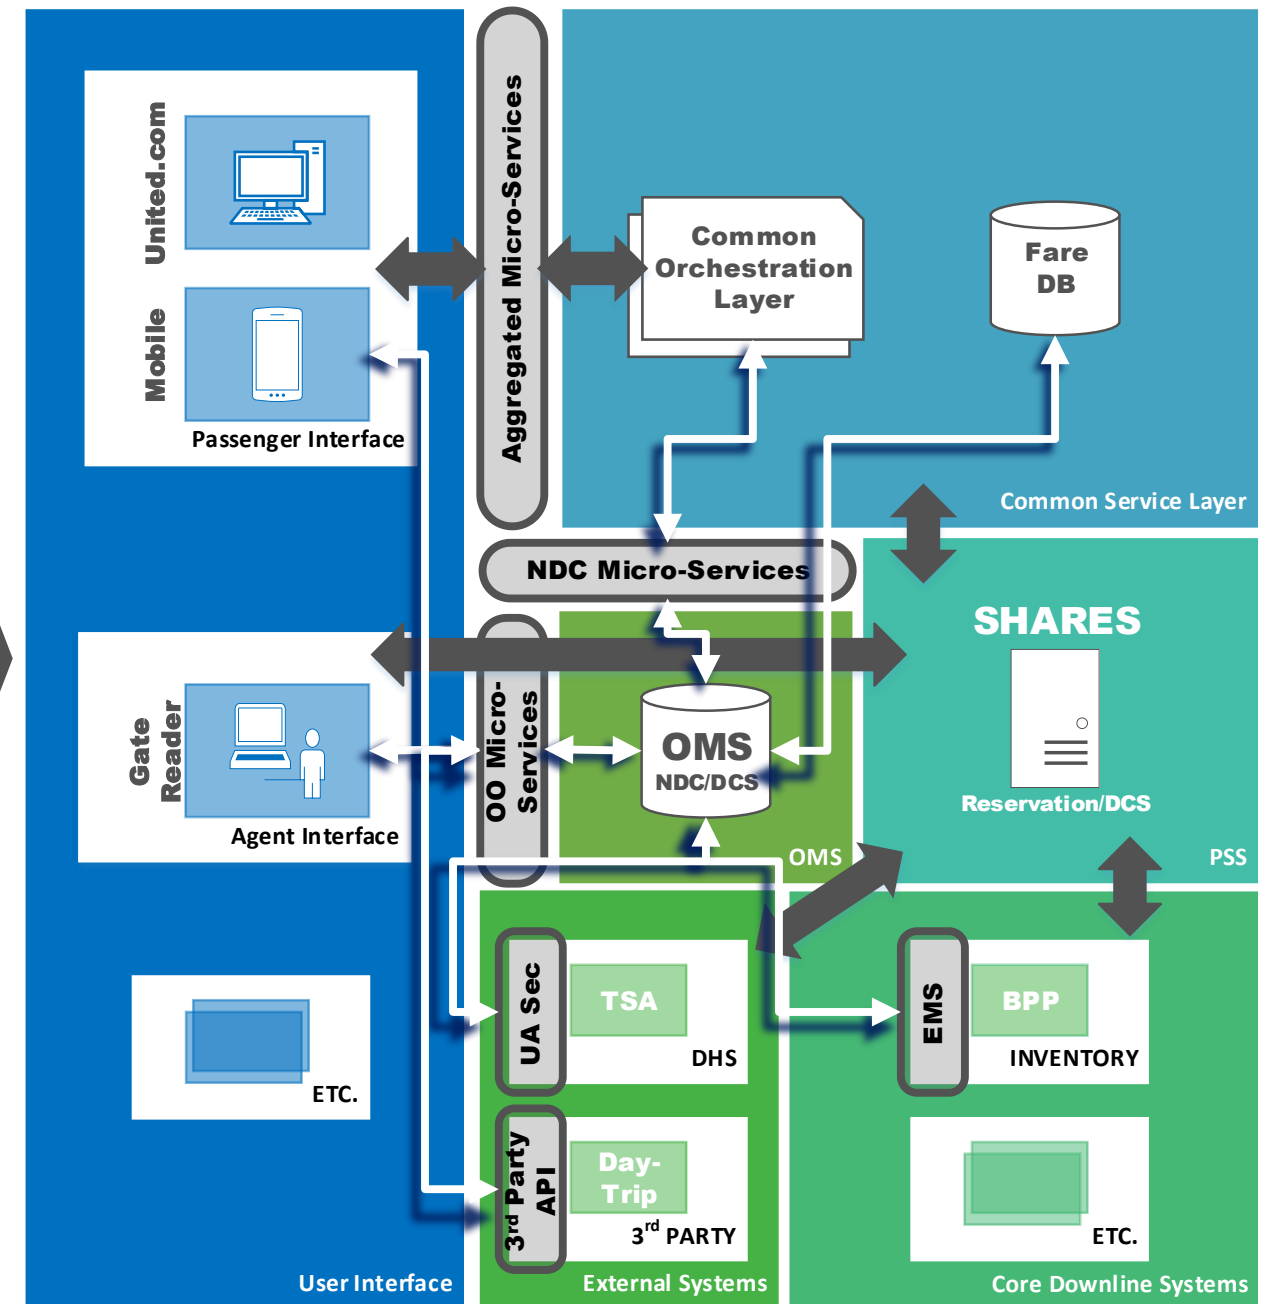 United.com
Mobile
Passenger Interface
Aggregated Micro-Services
Common
Orchestration
Layer
Fare
DB
Common Service Layer
NDC Micro-Services
Gate
Reader
Agent Interface
OO Micro-
Services
OMS
NDC/DCS
OMS
SHARES
Reservation/DCS
PSS
ETC.
User Interface
UA Sec
TSA
DHS
3rd Party
API
Day-
Trip
3rd PARTY
External Systems
EMS
BPP
INVENTORY
ETC.
Core Downline Systems